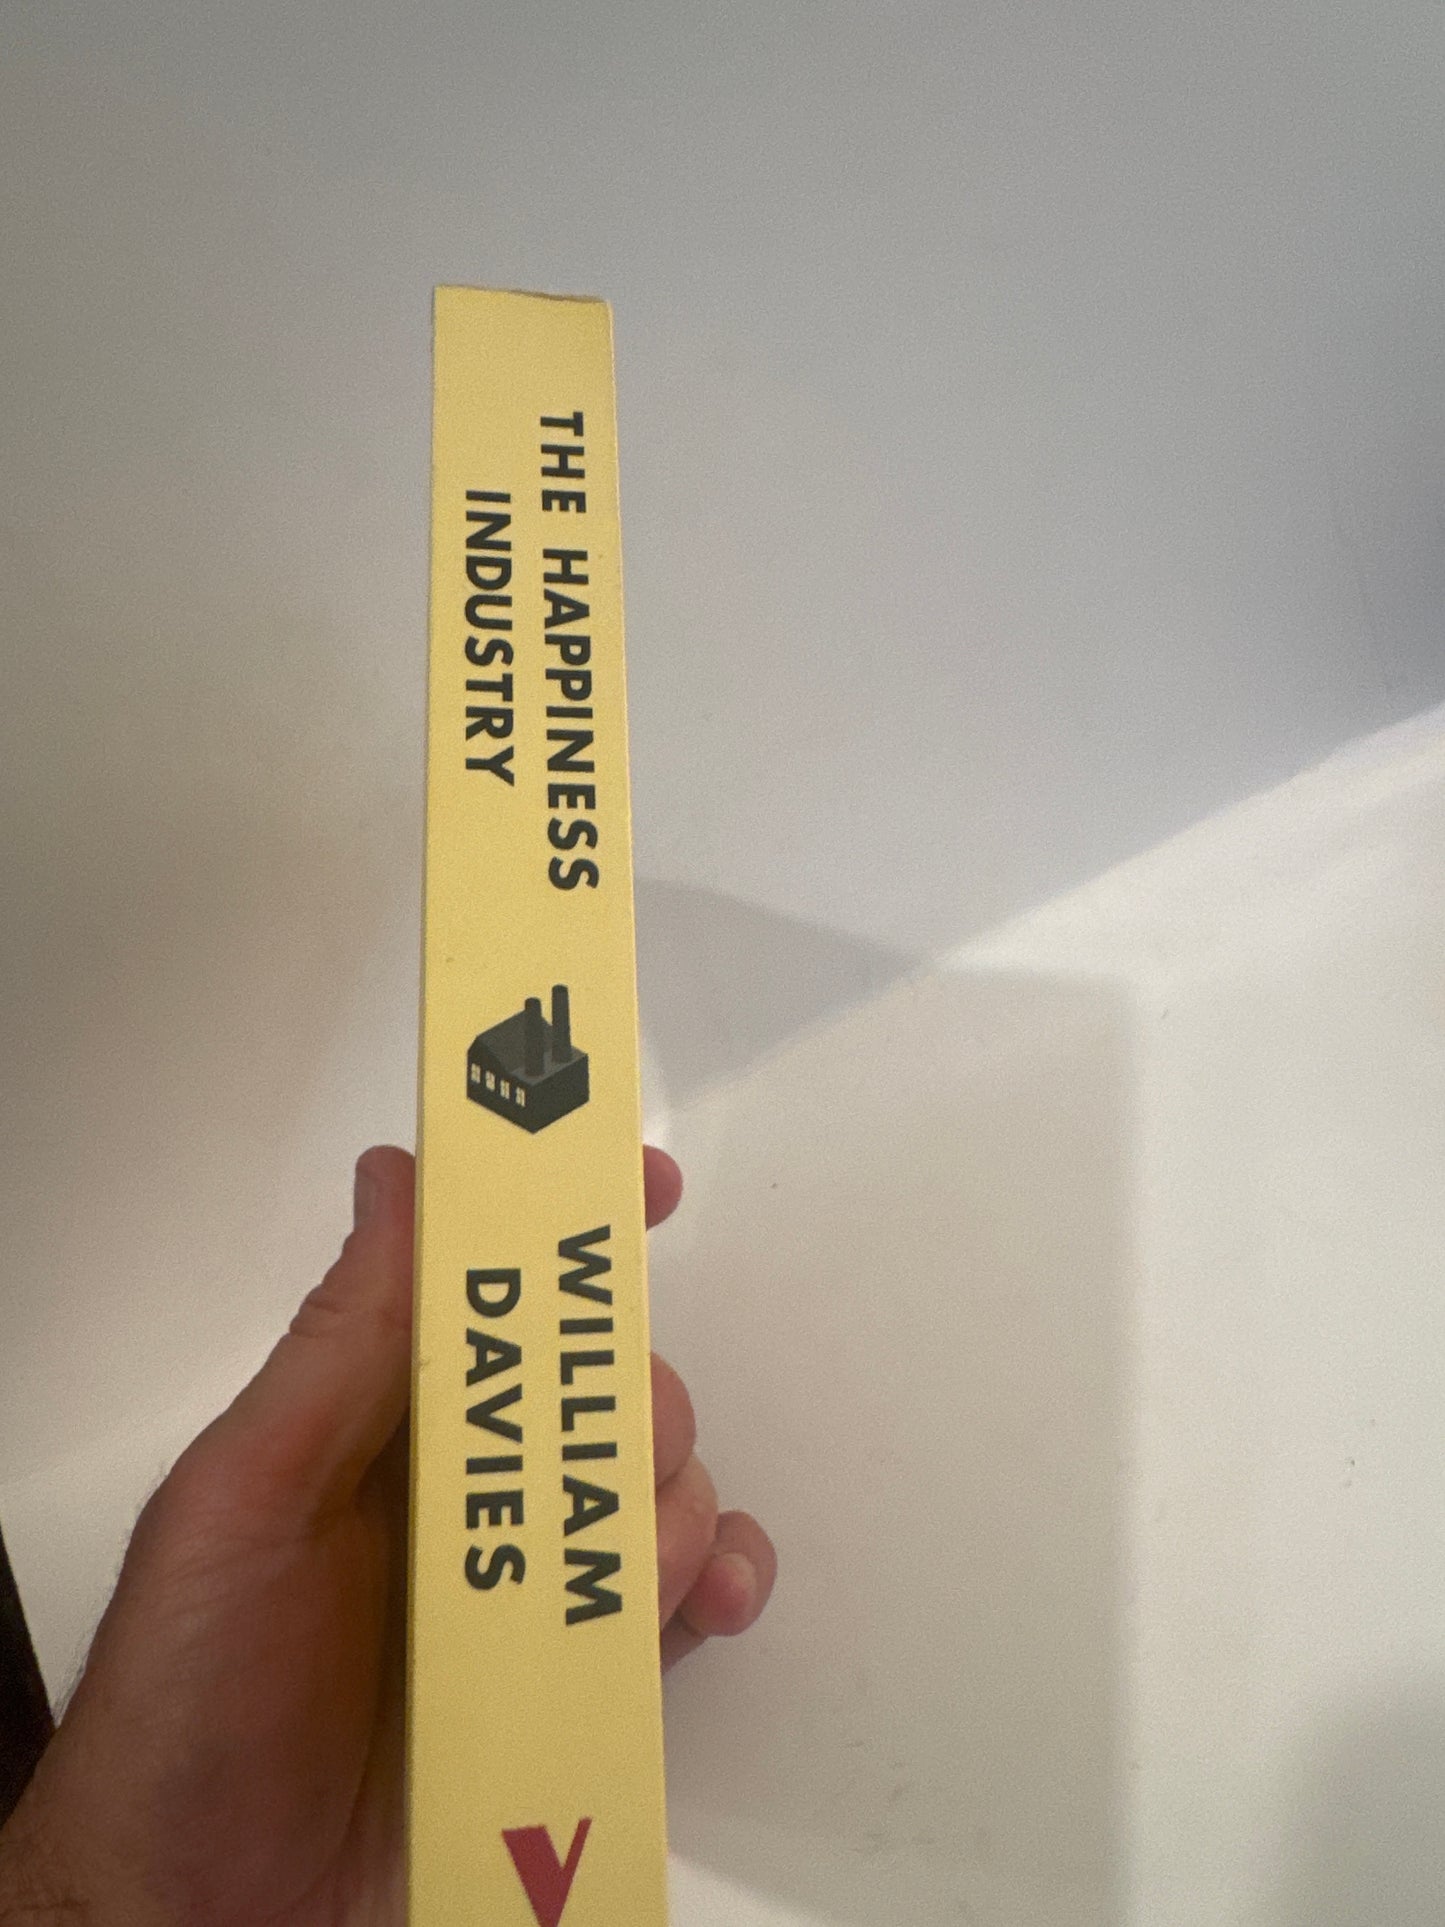 THE HAPPINESS
INDUSTRY
WILLIAM
DAVIES
V